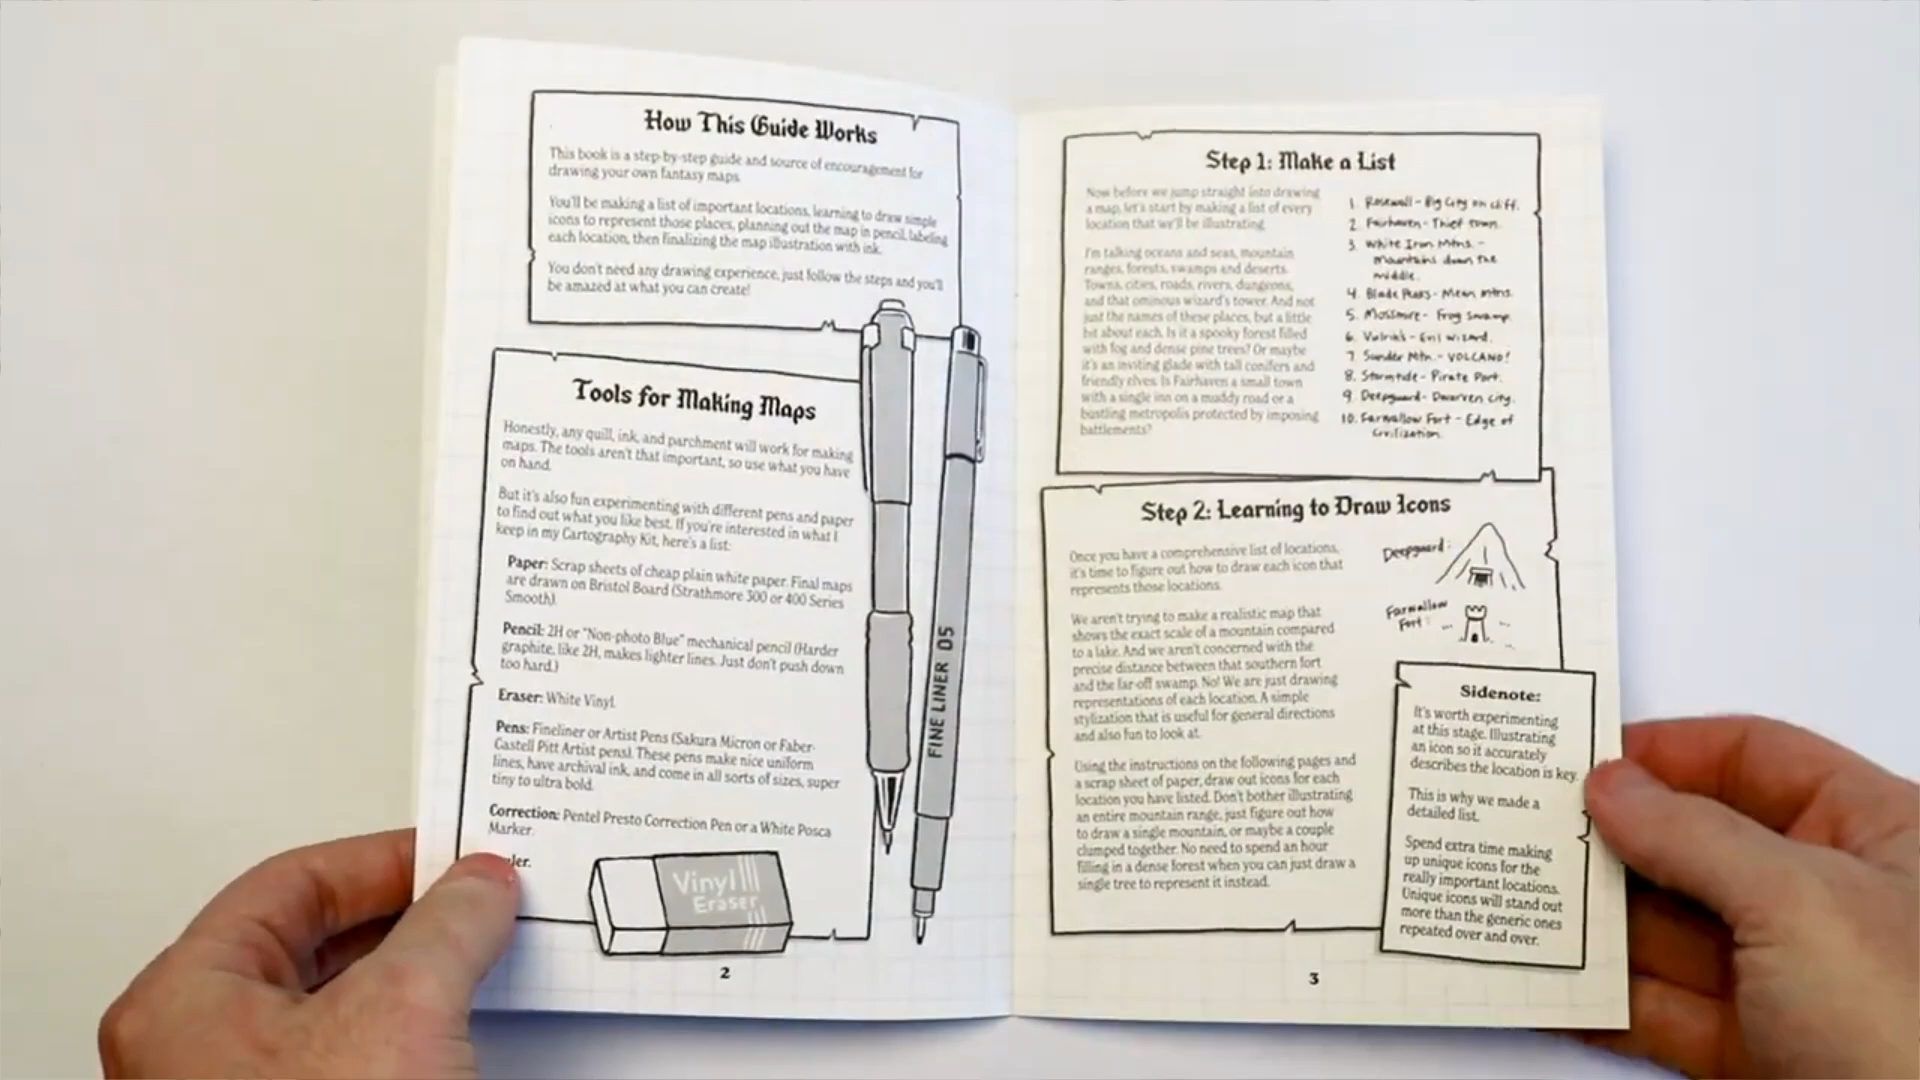 How This Guide Works
This book is a step-by-step guide and source of encouragement for
drawing your own fantasy maps.
You'll be making a list of important locations, learning to draw simple
icons to represent those places, planning out the map in pencil, labeling
each location, then finalizing the map illustration with ink.
You don't need any drawing experience, just follow the steps and you'll
be amazed at what you can create!
Tools for Making Maps
Honestly, any quill, ink, and parchment will work for making
maps. The tools aren't that important, so use what you have
on hand.
But it's also fun experimenting with different pens and paper
to find out what you like best. If you're interested in what I
keep in my Cartography Kit, here's a list:
Paper: Scrap sheets of cheap plain white paper. Final maps
are drawn on Bristol Board (Strathmore 300 or 400 Series
Smooth).
Pencil: 2H or "Non-photo Blue" mechanical pencil (Harder
graphite, like 2H, makes lighter lines. Just don't push down
too hard.)
Eraser: White Vinyl.
Pens: Fineliner or Artist Pens (Sakura Micron or Faber-
Castell Pitt Artist pens). These pens make nice uniform
lines, have archival ink, and come in all sorts of sizes, super
tiny to ultra bold.
Correction: Pentel Presto Correction Pen or a White Posca
Marker.
FINE LINER 05
Vinyl
Eraser
2
Step 1: Make a List
Now before we jump straight into drawing
a map, let's start by making a list of every
location that we'll be illustrating.
I'm talking oceans and seas, mountain
ranges, forests, swamps and deserts.
Towns, cities, roads, rivers, dungeons,
and that ominous wizard's tower. And not
just the names of these places, but a little
bit about each. Is it a spooky forest filled
with fog and dense pine trees? Or maybe
it's an inviting glade with tall conifers and
friendly elves. Is Fairhaven a small town
with a single inn on a muddy road or a
bustling metropolis protected by imposing
battlements?
1. Rosewall - Big City on cliff.
2. Fairhaven - Thief town.
3. White Iron Mtns. -
Mountains down the
middle.
4. Blade Peaks - Mean mtns.
5. Mossmire - Frog swamp.
6. - Evil wizard.
7. Sunder Mtn. - VOLCANO!
8. Stormtide - Pirate Port.
9. Deepguard - Dwarven city.
10. Farwallow Fort - Edge of
Civilization.
Step 2: Learning to Draw Icons
Once you have a comprehensive list of locations,
it's time to figure out how to draw each icon that
represents those locations.
We aren't trying to make a realistic map that
shows the exact scale of a mountain compared
to a lake. And we aren't concerned with the
precise distance between that southern fort
and the far-off swamp. No! We are just drawing
representations of each location. A simple
stylization that is useful for general directions
and also fun to look at.
Using the instructions on the following pages and
a scrap sheet of paper, draw out icons for each
location you have listed. Don't bother illustrating
an entire mountain range, just figure out how
to draw a single mountain, or maybe a couple
clumped together. No need to spend an hour
filling in a dense forest when you can just draw a
single tree to represent it instead.
Deepguard:
Farwallow
Fort:
Sidenote:
It's worth experimenting
at this stage. Illustrating
an icon so it accurately
describes the location is key.
This is why we made a
detailed list.
Spend extra time making
up unique icons for the
really important locations.
Unique icons will stand out
more than the generic ones
repeated over and over.
3